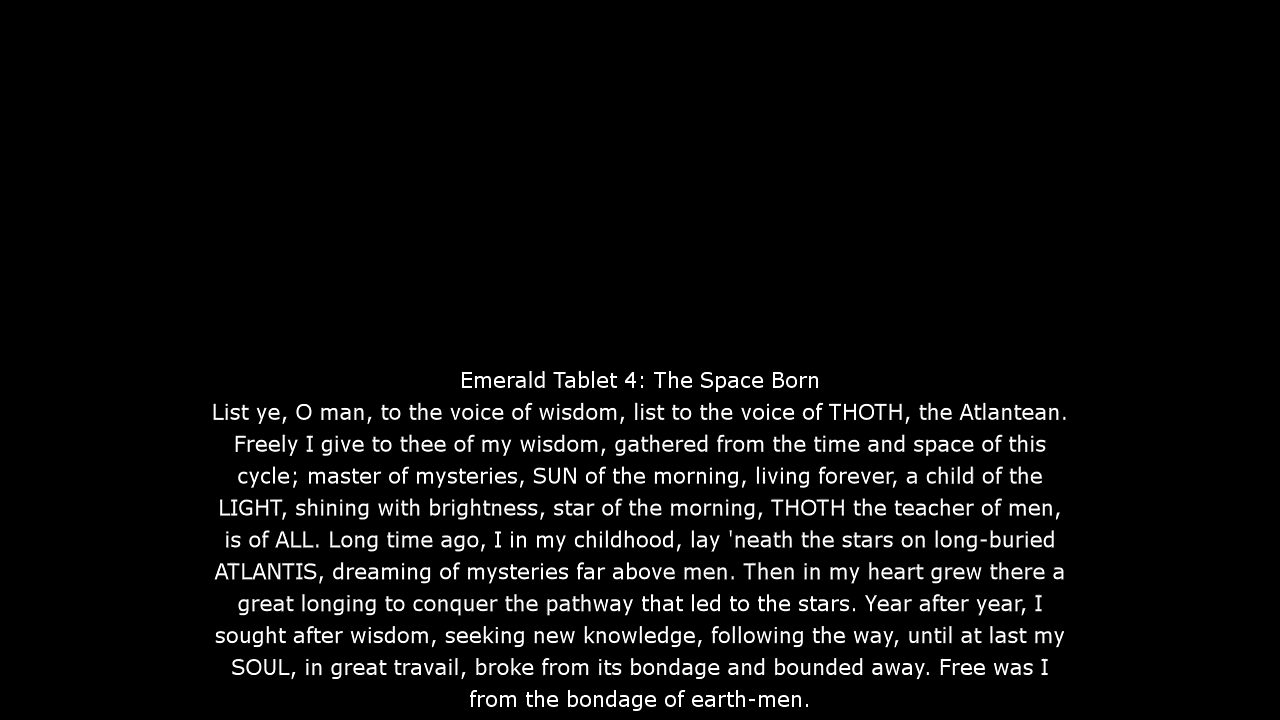 Emerald Tablet 4: The Space Born
List ye, O man, to the voice of wisdom, list to the voice of THOTH, the Atlantean.
Freely I give to thee of my wisdom, gathered from the time and space of this
cycle; master of mysteries, SUN of the morning, living forever, a child of the
LIGHT, shining with brightness, star of the morning, THOTH the teacher of men,
is of ALL. Long time ago, I in my childhood, lay 'neath the stars on long-buried
ATLANTIS, dreaming of mysteries far above men. Then in my heart grew there a
great longing to conquer the pathway that led to the stars. Year after year, I
sought after wisdom, seeking new knowledge, following the way, until at last my
SOUL, in great travail, broke from its bondage and bounded away. Free was I
from the bondage of earth-men.